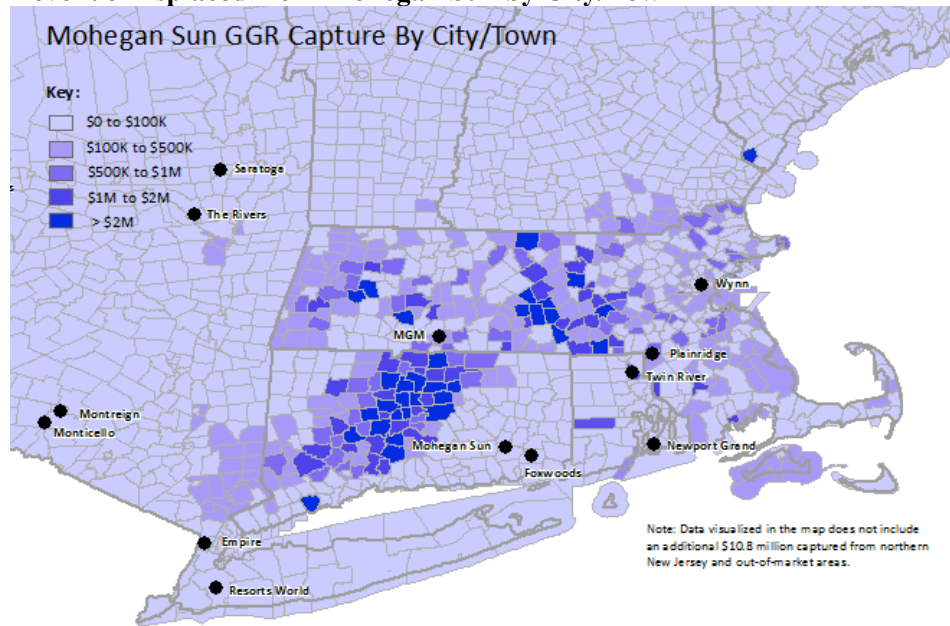 Mohegan Sun GGR Capture By City/Town
Key:
$0 to $100K
$100K to $500K
$500K to $1M
$1M to $2M
> $2M
Saratoga
The Rivers
Wynn
MGM
Plainridge
Twin River
Montreign
Monticello
Mohegan Sun
Newport Grand
Foxwoods
Empire
Resorts World
Note: Data visualized in the map does not include
an additional $10.8 million captured from northern
New Jersey and out-of-market areas.